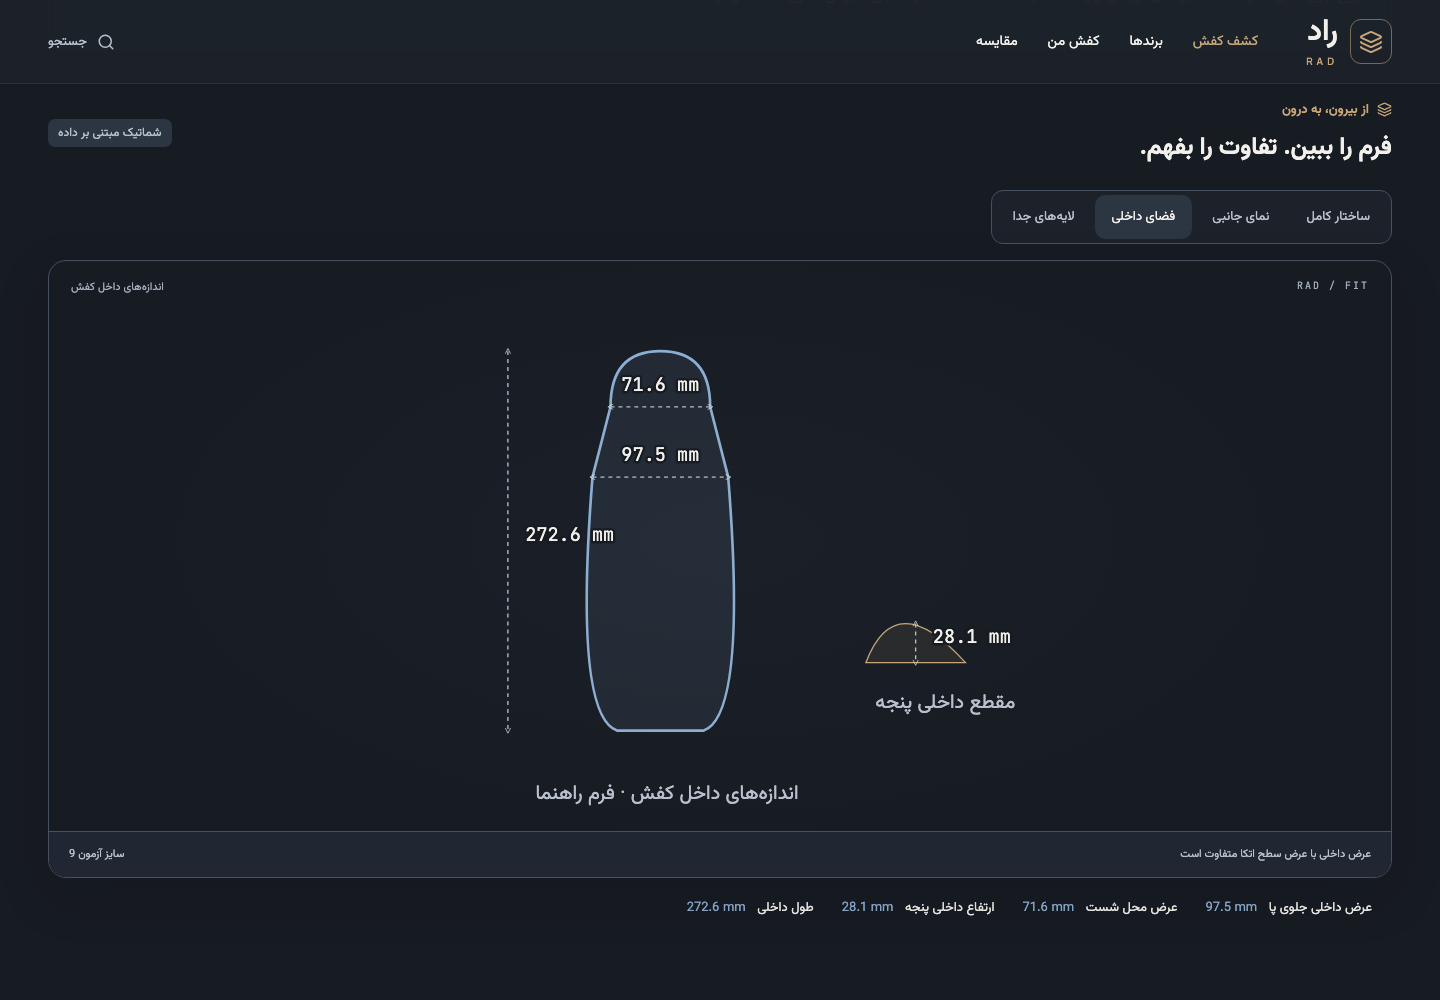 راد
RAD
کشف کفش
برندها
کفش من
مقایسه
جستجو
از بیرون، به درون
فرم را ببین. تفاوت را بفهم.
شماتیک مبتنی بر داده
ساختار کامل
نمای جانبی
فضای داخلی
لایه‌های جدا
RAD / FIT
اندازه‌های داخل کفش
71.6 mm
97.5 mm
272.6 mm
28.1 mm
مقطع داخلی پنجه
اندازه‌های داخل کفش · فرم راهنما
عرض داخلی با عرض سطح اتکا متفاوت است
سایز آزمون 9
عرض داخلی جلوی پا 97.5 mm
عرض محل شست 71.6 mm
ارتفاع داخلی پنجه 28.1 mm
طول داخلی 272.6 mm